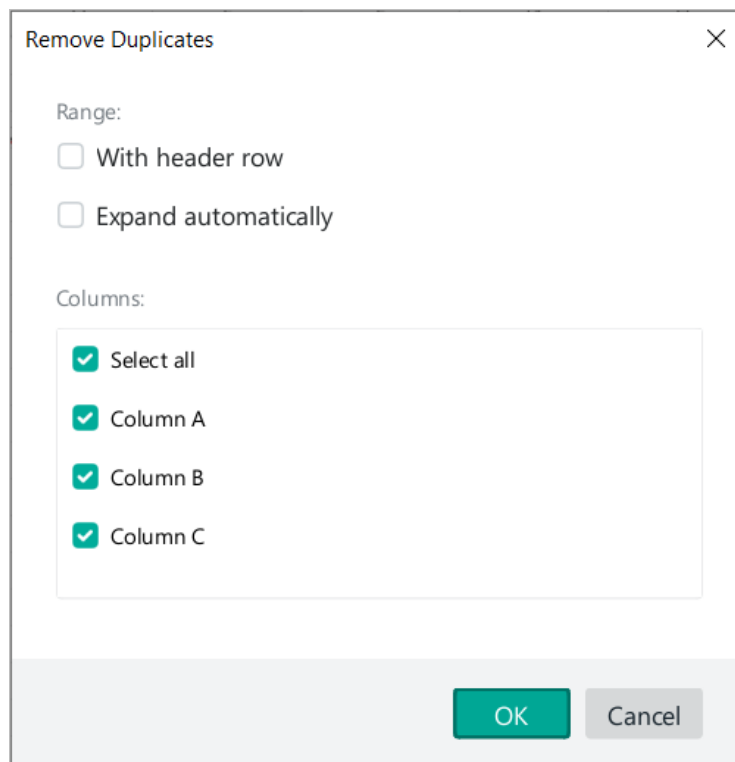 Remove Duplicates
Range:
With header row
Expand automatically
Columns:
Select all
Column A
Column B
Column C
OK
Cancel